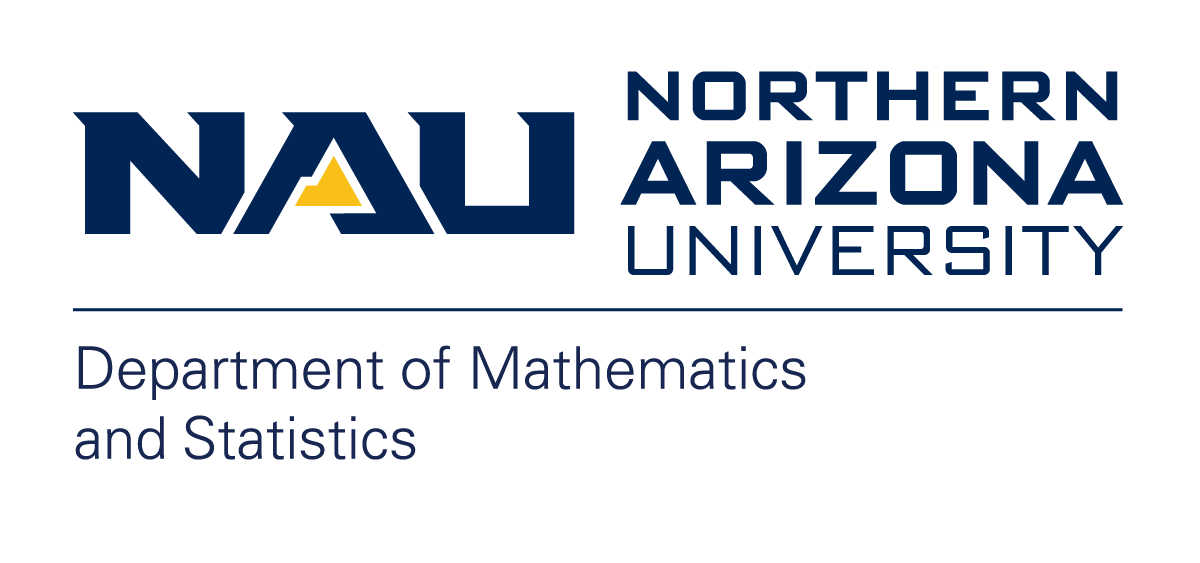 NAU
NORTHERN
ARIZONA
UNIVERSITY
Department of Mathematics
and Statistics